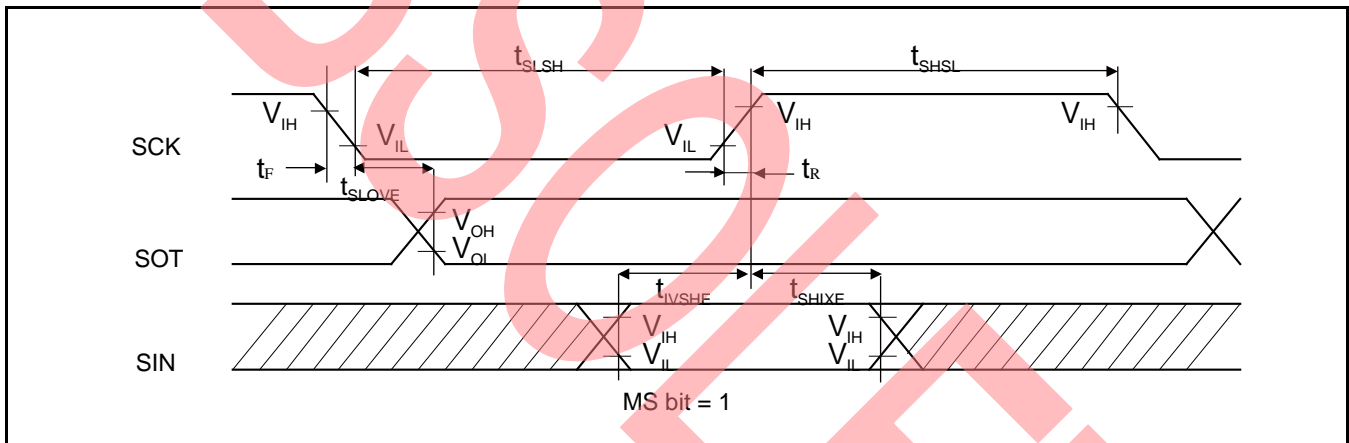 tSLSH
tSHSL
VIH
VIL
VIL
VIH
VIH
SCK
tF
tR
tSLOVE
VOH
VOL
SOT
tIVSHE
tSHIXE
VIH
VIH
VIL
VIL
SIN
MS bit = 1